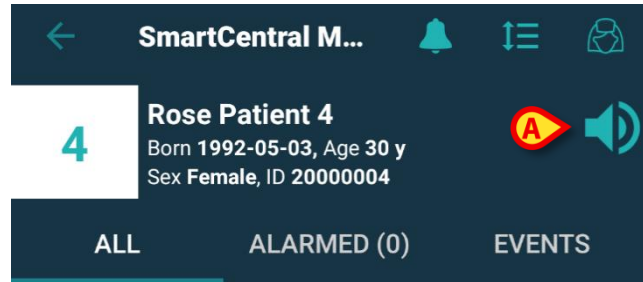 SmartCentral M...
4
Rose Patient 4
Born 1992-05-03, Age 30 y
Sex Female, ID 20000004
A
ALL
ALARMED (0)
EVENTS